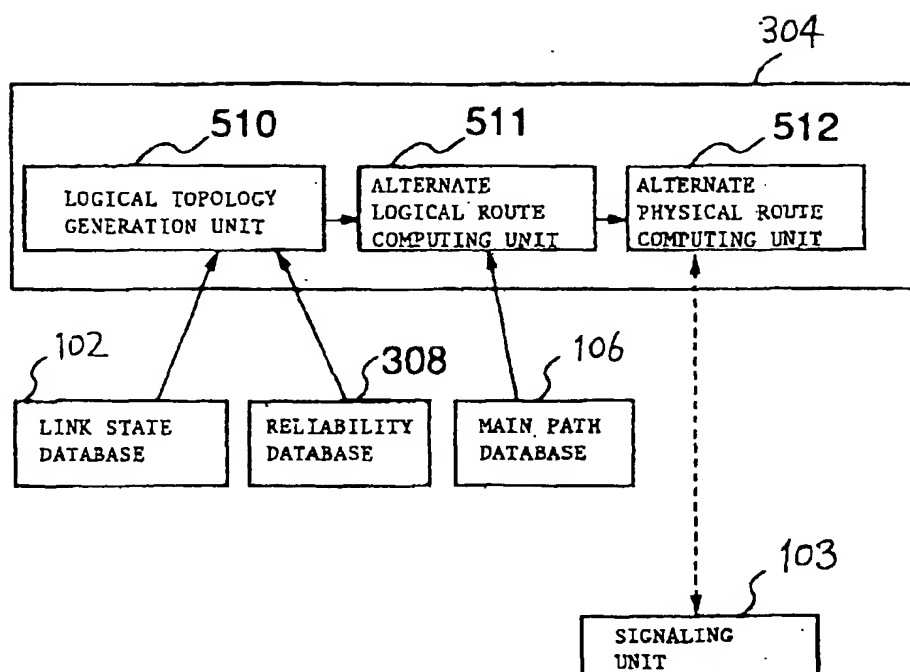 304
510
511
512
LOGICAL TOPOLOGY
GENERATION UNIT
ALTERNATE
LOGICAL ROUTE
COMPUTING UNIT
ALTERNATE
PHYSICAL ROUTE
COMPUTING UNIT
102
308
106
LINK STATE
DATABASE
RELIABILITY
DATABASE
MAIN PATH
DATABASE
103
SIGNALING
UNIT